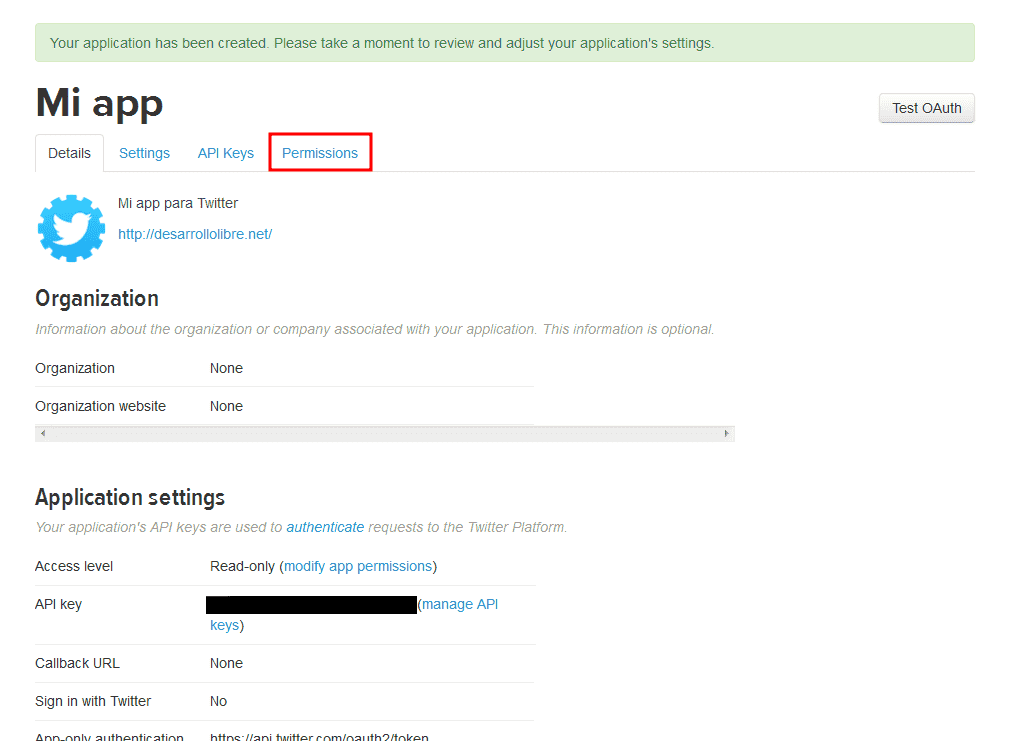 Your application has been created. Please take a moment to review and adjust your application's settings.
Mi app
Test OAuth
Details Settings API Keys Permissions
Mi app para Twitter
http://desarrollolibre.net/
Organization
Information about the organization or company associated with your application. This information is optional.
Organization None
Organization website None
Application settings
Your application's API keys are used to authenticate requests to the Twitter Platform.
Access level Read-only (modify app permissions)
API key (manage API
keys)
Callback URL None
Sign in with Twitter No
App-only authentication https://api.twitter.com/oauth2/token